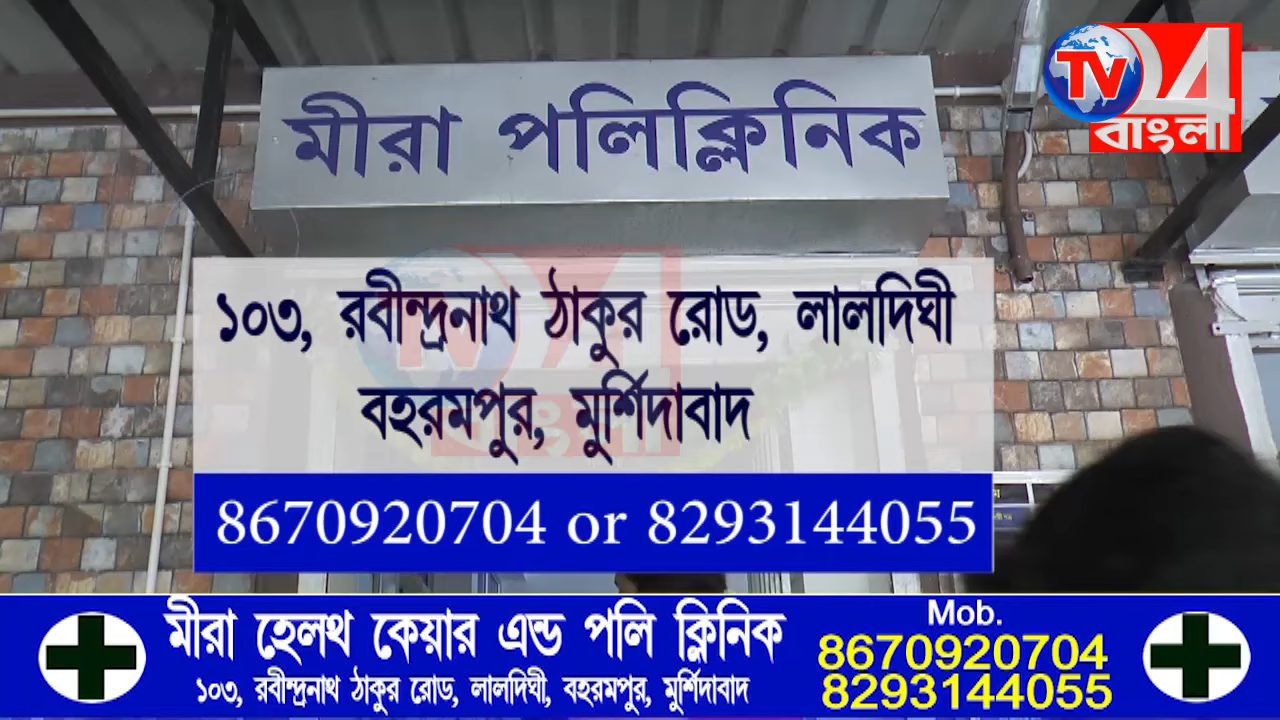 TV 04
বাংলা
মীরা পলিক্লিনিক
১০৩, রবীন্দ্রনাথ ঠাকুর রোড, লালদিঘী
বহরমপুর, মুর্শিদাবাদ
8670920704 or 8293144055
মীরা হেলথ কেয়ার এন্ড পলি ক্লিনিক
১০৩, রবীন্দ্রনাথ ঠাকুর রোড, লালদিঘী, বহরমপুর, মুর্শিদাবাদ
Mob.
8670920704
8293144055